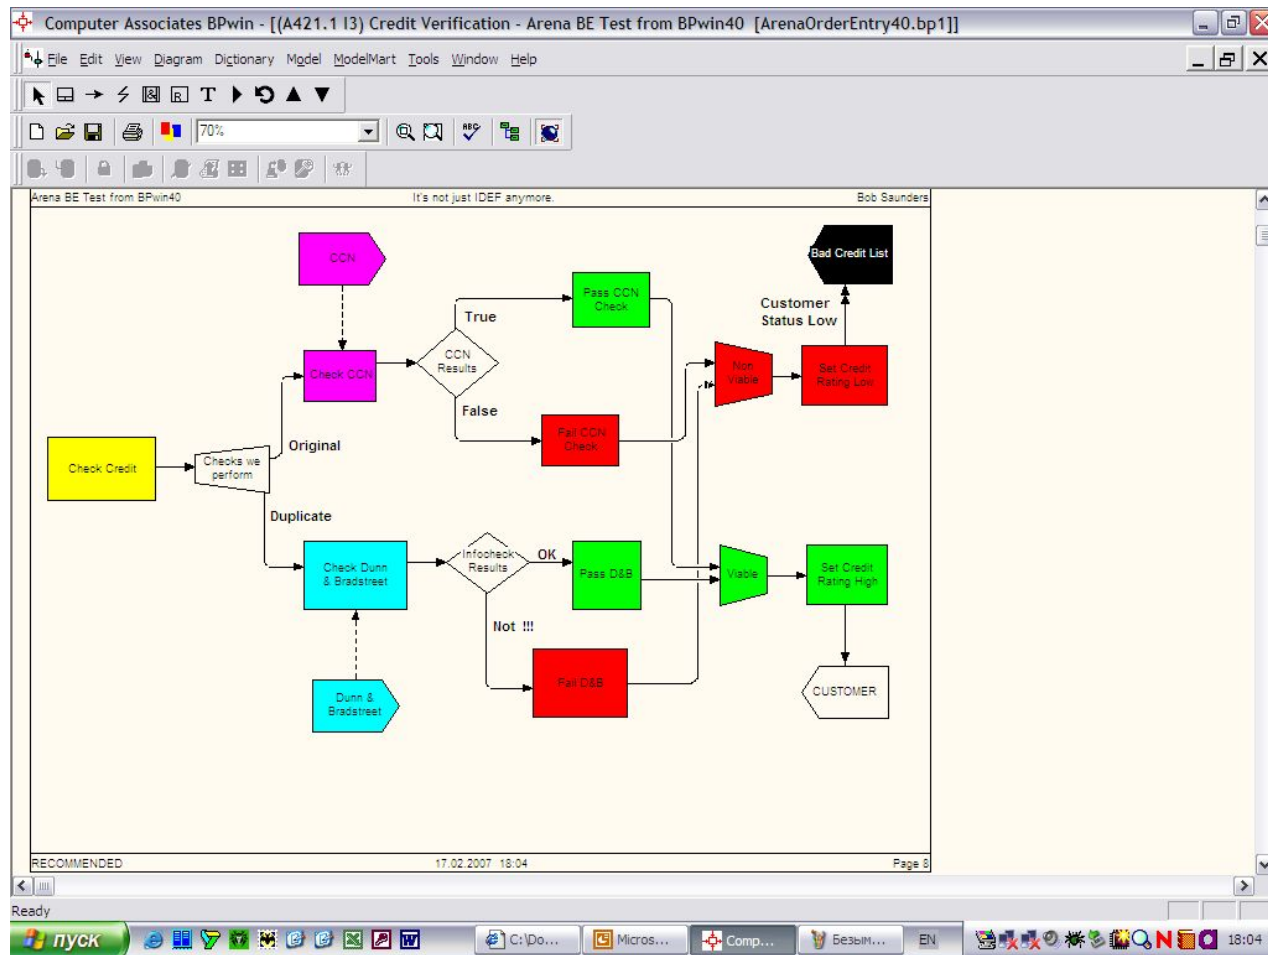 Computer Associates BPwin - [(A421.1 I3) Credit Verification - Arena BE Test from BPwin40 [ArenaOrderEntry40.bp1]]
File Edit View Diagram Dictionary Model ModelMart Tools Window Help
70%
Arena BE Test from BPwin40 It's not just IDEF anymore. Bob Saunders
CCN
Bad Credit List
Pass CCN
Check
Customer
Status Low
True
CCN
Results
Check CCN
Non
Viable
Set Credit
Rating Low
False
Fail CCN
Check
Original
Check Credit
Checks we
perform
Duplicate
Check Dunn
& Bradstreet
Infocheck
Results
OK
Pass D&B
Viable
Set Credit
Rating High
Not !!!
Fail D&B
Dunn &
Bradstreet
CUSTOMER
RECOMMENDED 17.02.2007 18:04 Page 8
Ready
пуск C:\Do... Micros... Comp... Безым... EN 18:04